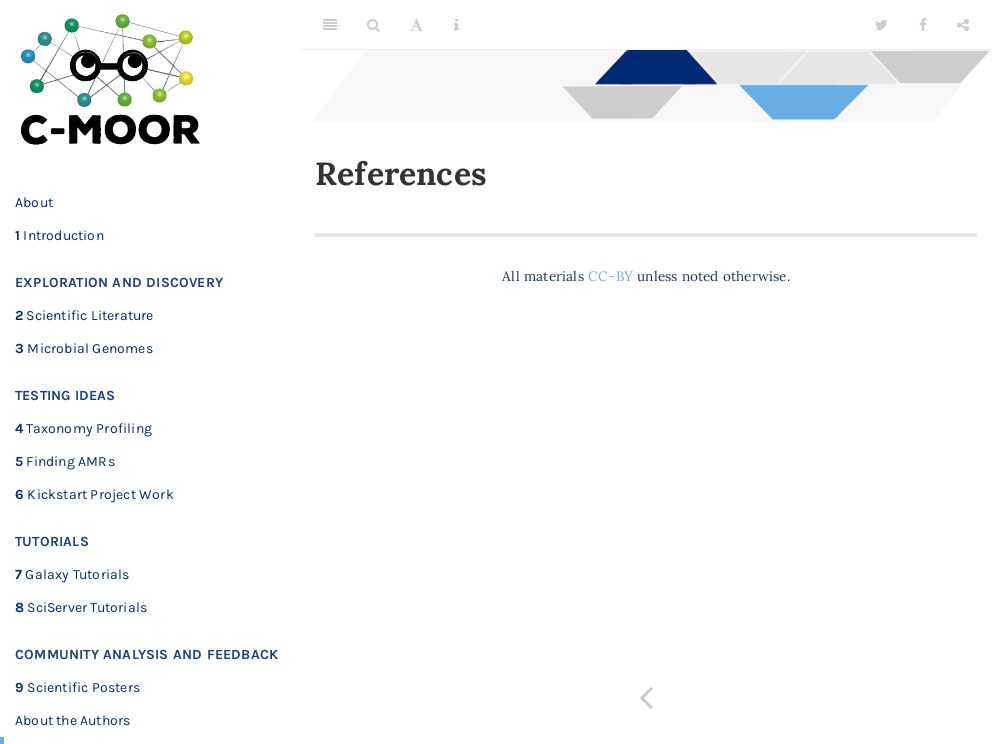 C-MOOR
About
1 Introduction
EXPLORATION AND DISCOVERY
2 Scientific Literature
3 Microbial Genomes
TESTING IDEAS
4 Taxonomy Profiling
5 Finding AMRs
6 Kickstart Project Work
TUTORIALS
7 Galaxy Tutorials
8 SciServer Tutorials
COMMUNITY ANALYSIS AND FEEDBACK
9 Scientific Posters
About the Authors
A
References
All materials CC-BY unless noted otherwise.